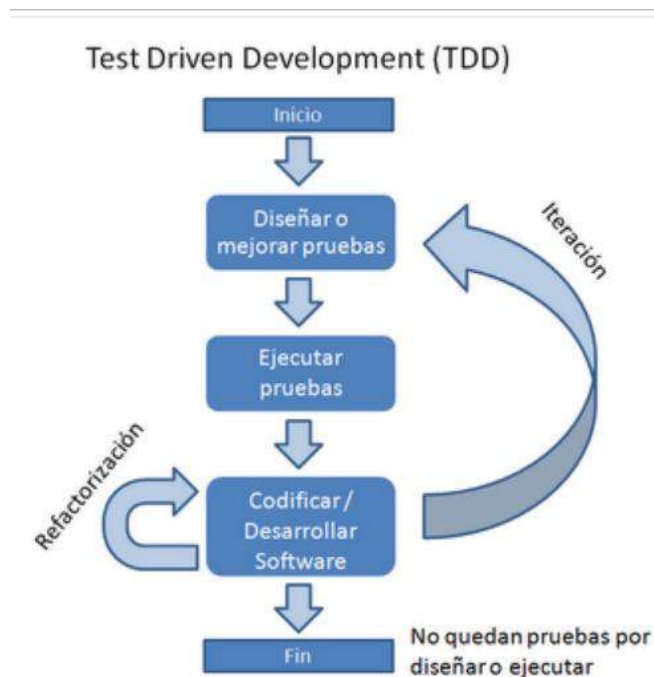 Test Driven Development (TDD)
Inicio
Diseñar o
mejorar pruebas
Iteración
Ejecutar
pruebas
Refactorización
Codificar /
Desarrollar
Software
Fin
No quedan pruebas por
diseñar o ejecutar